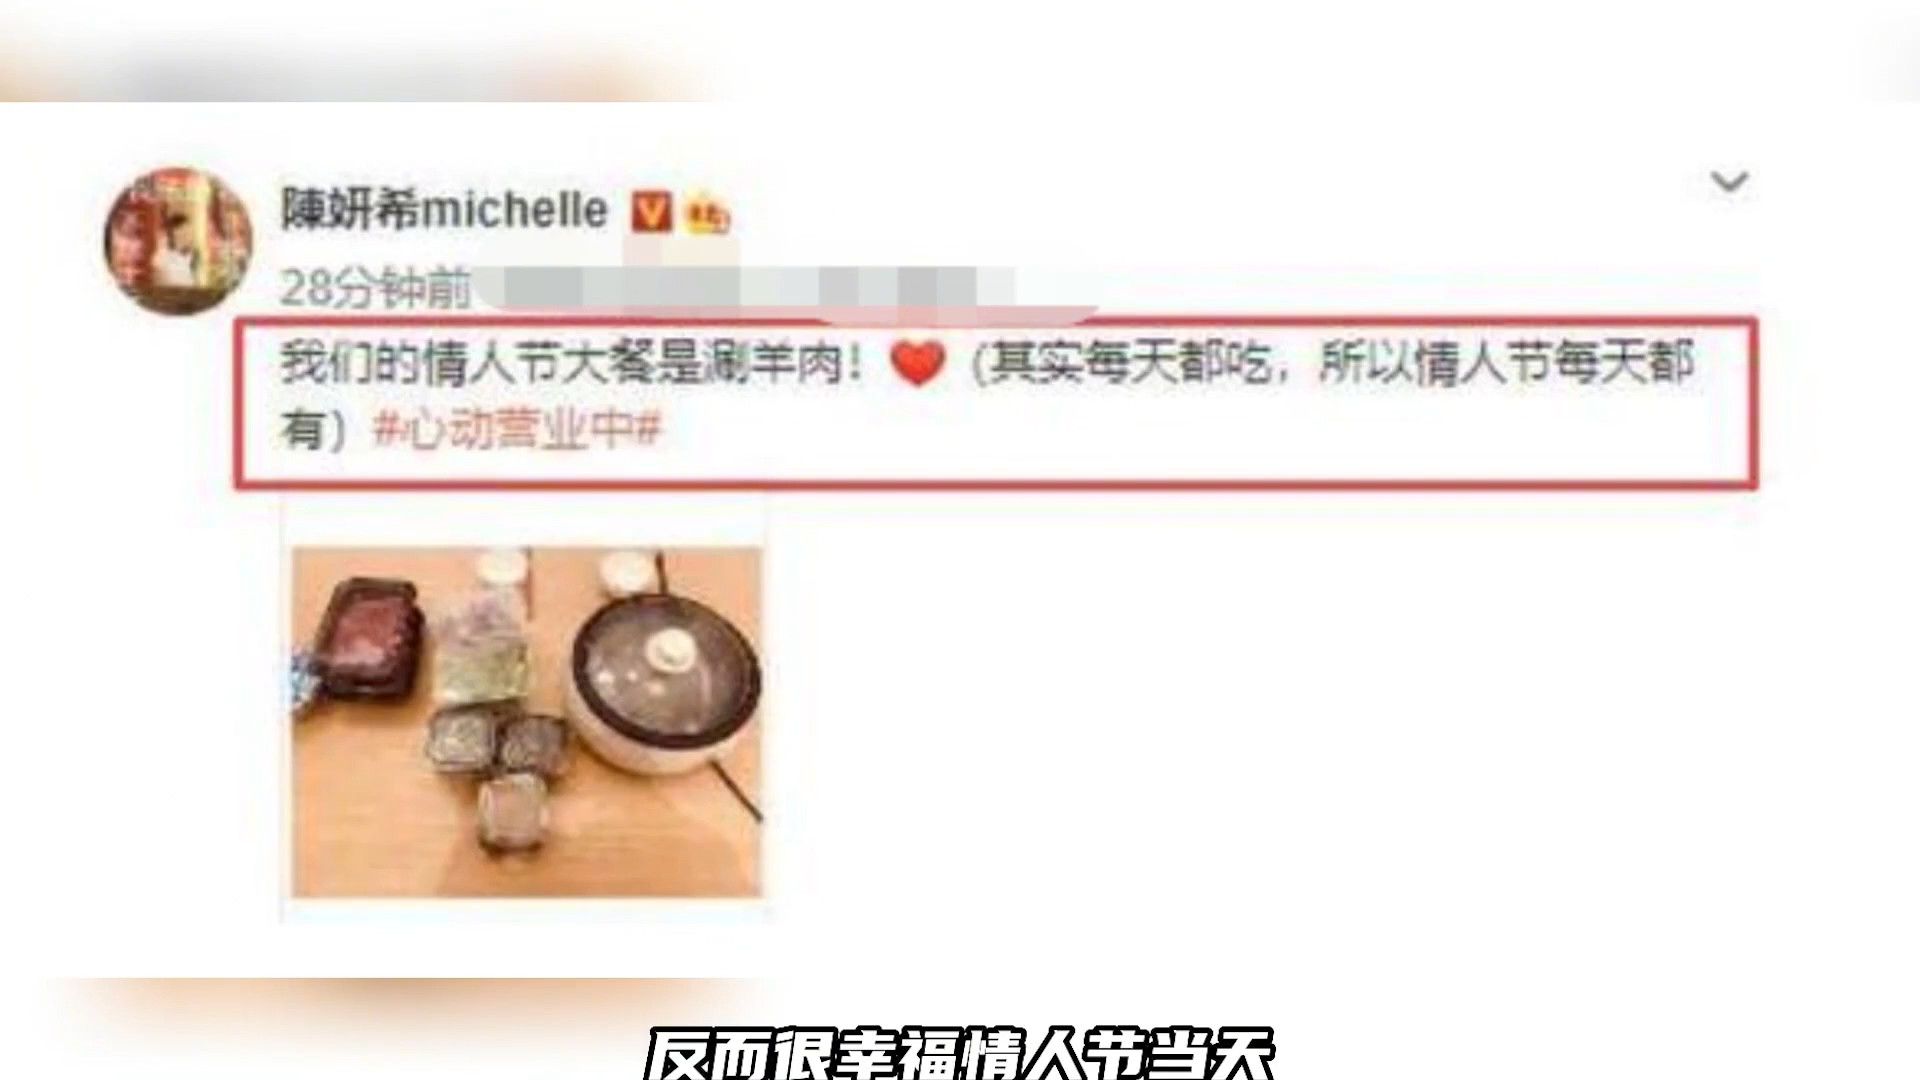 陳妍希michelle
28分钟前
我们的情人节大餐是涮羊肉！❤️（其实每天都吃，所以情人节每天都
有）#心动营业中#
反而很幸福情人节当天